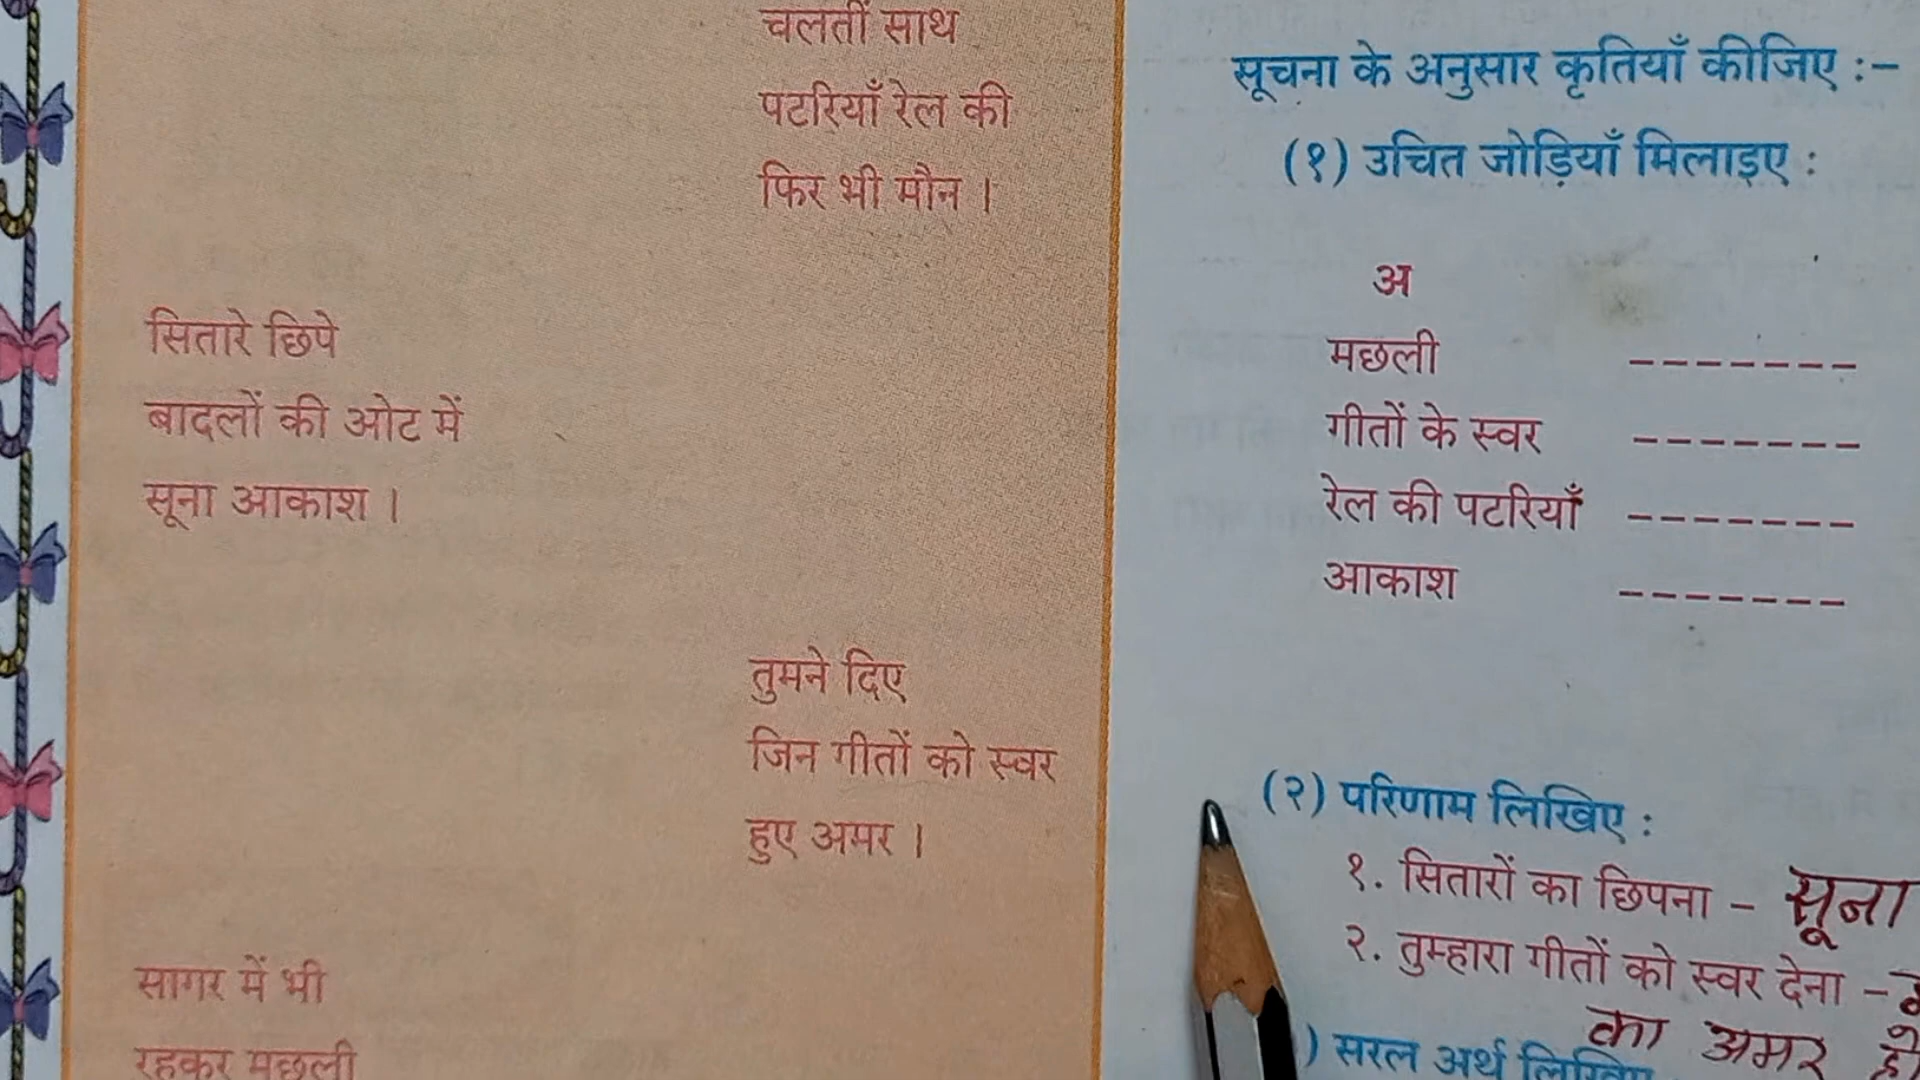 चलतीं साथ
पटरियाँ रेल की
फिर भी मौन ।
सितारे छिपे
बादलों की ओट में
सूना आकाश ।
तुमने दिए
जिन गीतों को स्वर
हुए अमर ।
सागर में भी
रहकर मछली
सूचना के अनुसार कृतियाँ कीजिए :-
(१) उचित जोड़ियाँ मिलाइए :
अ
मछली -------
गीतों के स्वर -------
रेल की पटरियाँ -------
आकाश -------
(२) परिणाम लिखिए :
१. सितारों का छिपना - सूना
२. तुम्हारा गीतों को स्वर देना -
का अमर
) सरल अर्थ लिखिए